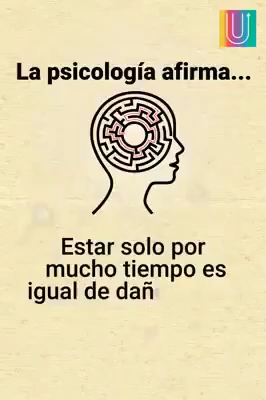 U
La psicología afirma...
Estar solo por
mucho tiempo es
igual de dañ